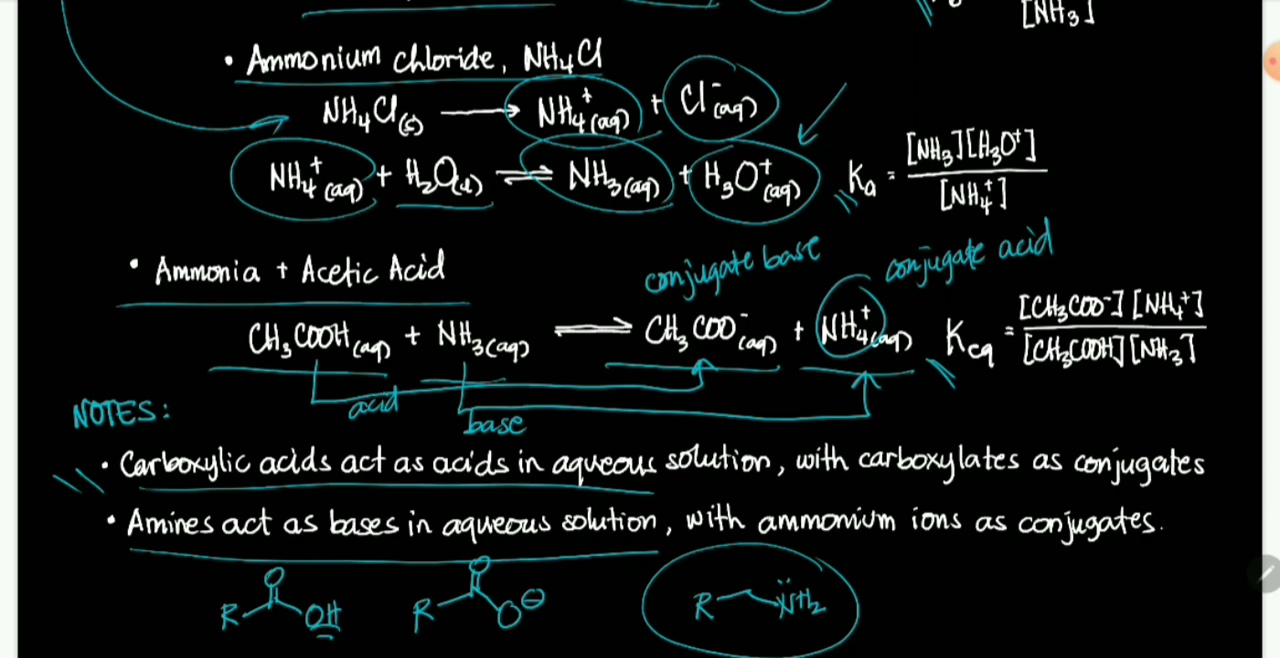 [NH₃]
• Ammonium chloride, NH₄Cl
NH₄Cl(s) ⟶ NH₄⁺(aq) + Cl⁻(aq)
NH₄⁺(aq) + H₂O(l) ⇌ NH₃(aq) + H₃O⁺(aq) Ka = [NH₃][H₃O⁺] / [NH₄⁺]
• Ammonia + Acetic Acid
conjugate base conjugate acid
CH₃COOH(aq) + NH₃(aq) ⇌ CH₃COO⁻(aq) + NH₄⁺(aq) Keq = [CH₃COO⁻][NH₄⁺] / [CH₃COOH][NH₃]
acid
base
NOTES:
• Carboxylic acids act as acids in aqueous solution, with carboxylates as conjugates
• Amines act as bases in aqueous solution, with ammonium ions as conjugates.
R O OH R O O⊖ R N̈H₂